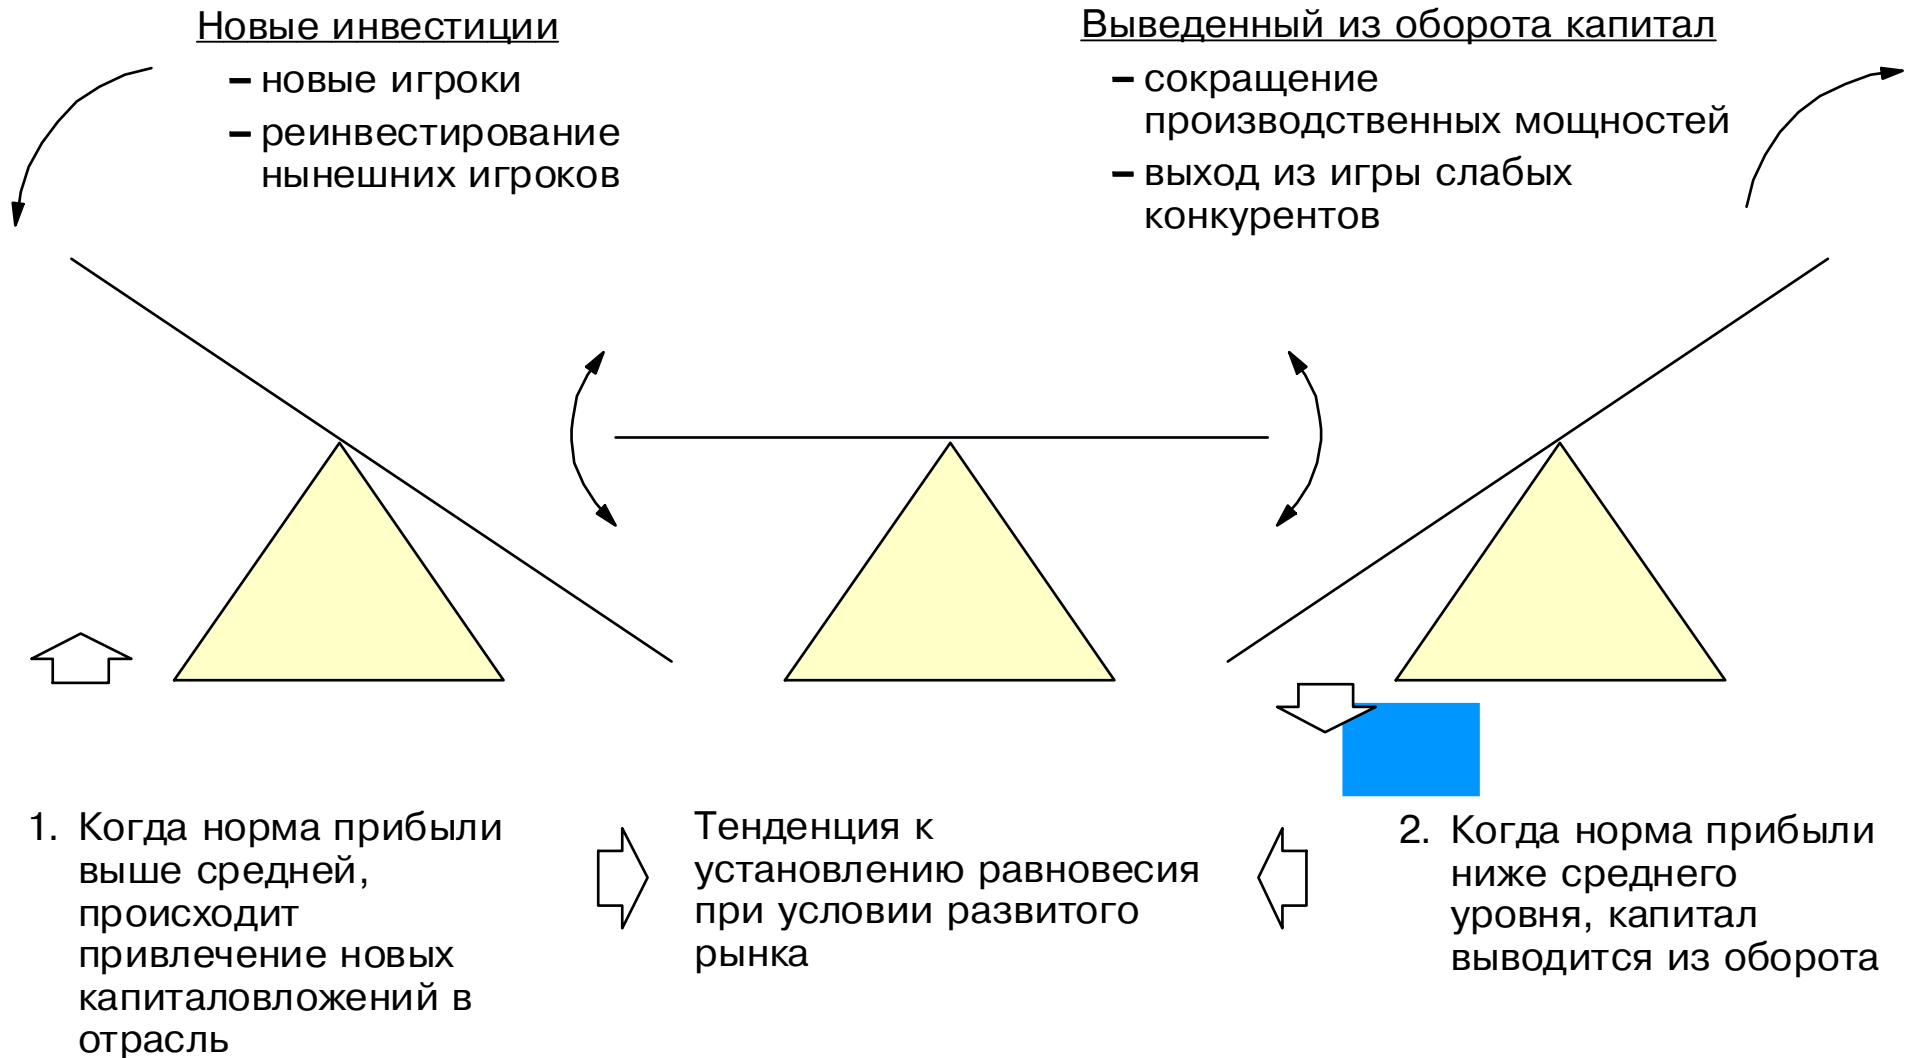 Новые инвестиции
– новые игроки
– реинвестирование
нынешних игроков
Выведенный из оборота капитал
– сокращение
производственных мощностей
– выход из игры слабых
конкурентов
1. Когда норма прибыли
выше средней,
происходит
привлечение новых
капиталовложений в
отрасль
Тенденция к
установлению равновесия
при условии развитого
рынка
2. Когда норма прибыли
ниже среднего
уровня, капитал
выводится из оборота